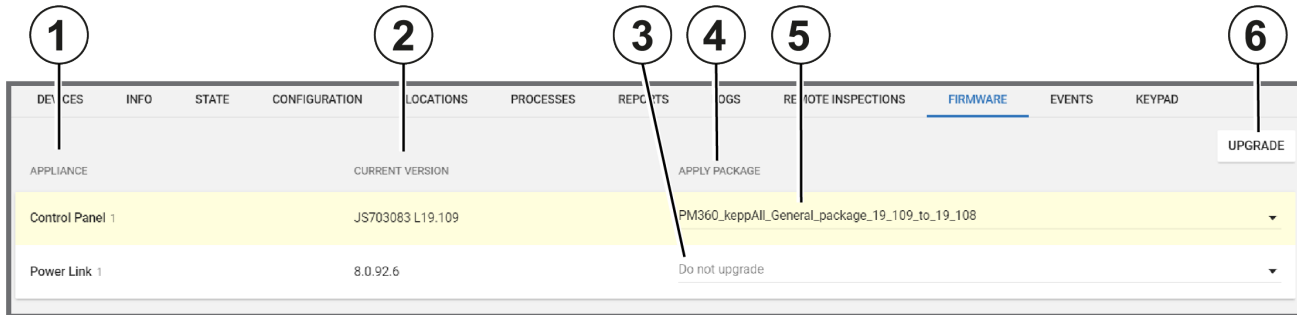 1 2 3 4 5 6
DEVICES INFO STATE CONFIGURATION LOCATIONS PROCESSES REPORTS LOGS REMOTE INSPECTIONS FIRMWARE EVENTS KEYPAD
UPGRADE
APPLIANCE CURRENT VERSION APPLY PACKAGE
Control Panel 1 JS703083 L19.109 PM360_keppAll_General_package_19_109_to_19_108
Power Link 1 8.0.92.6 Do not upgrade